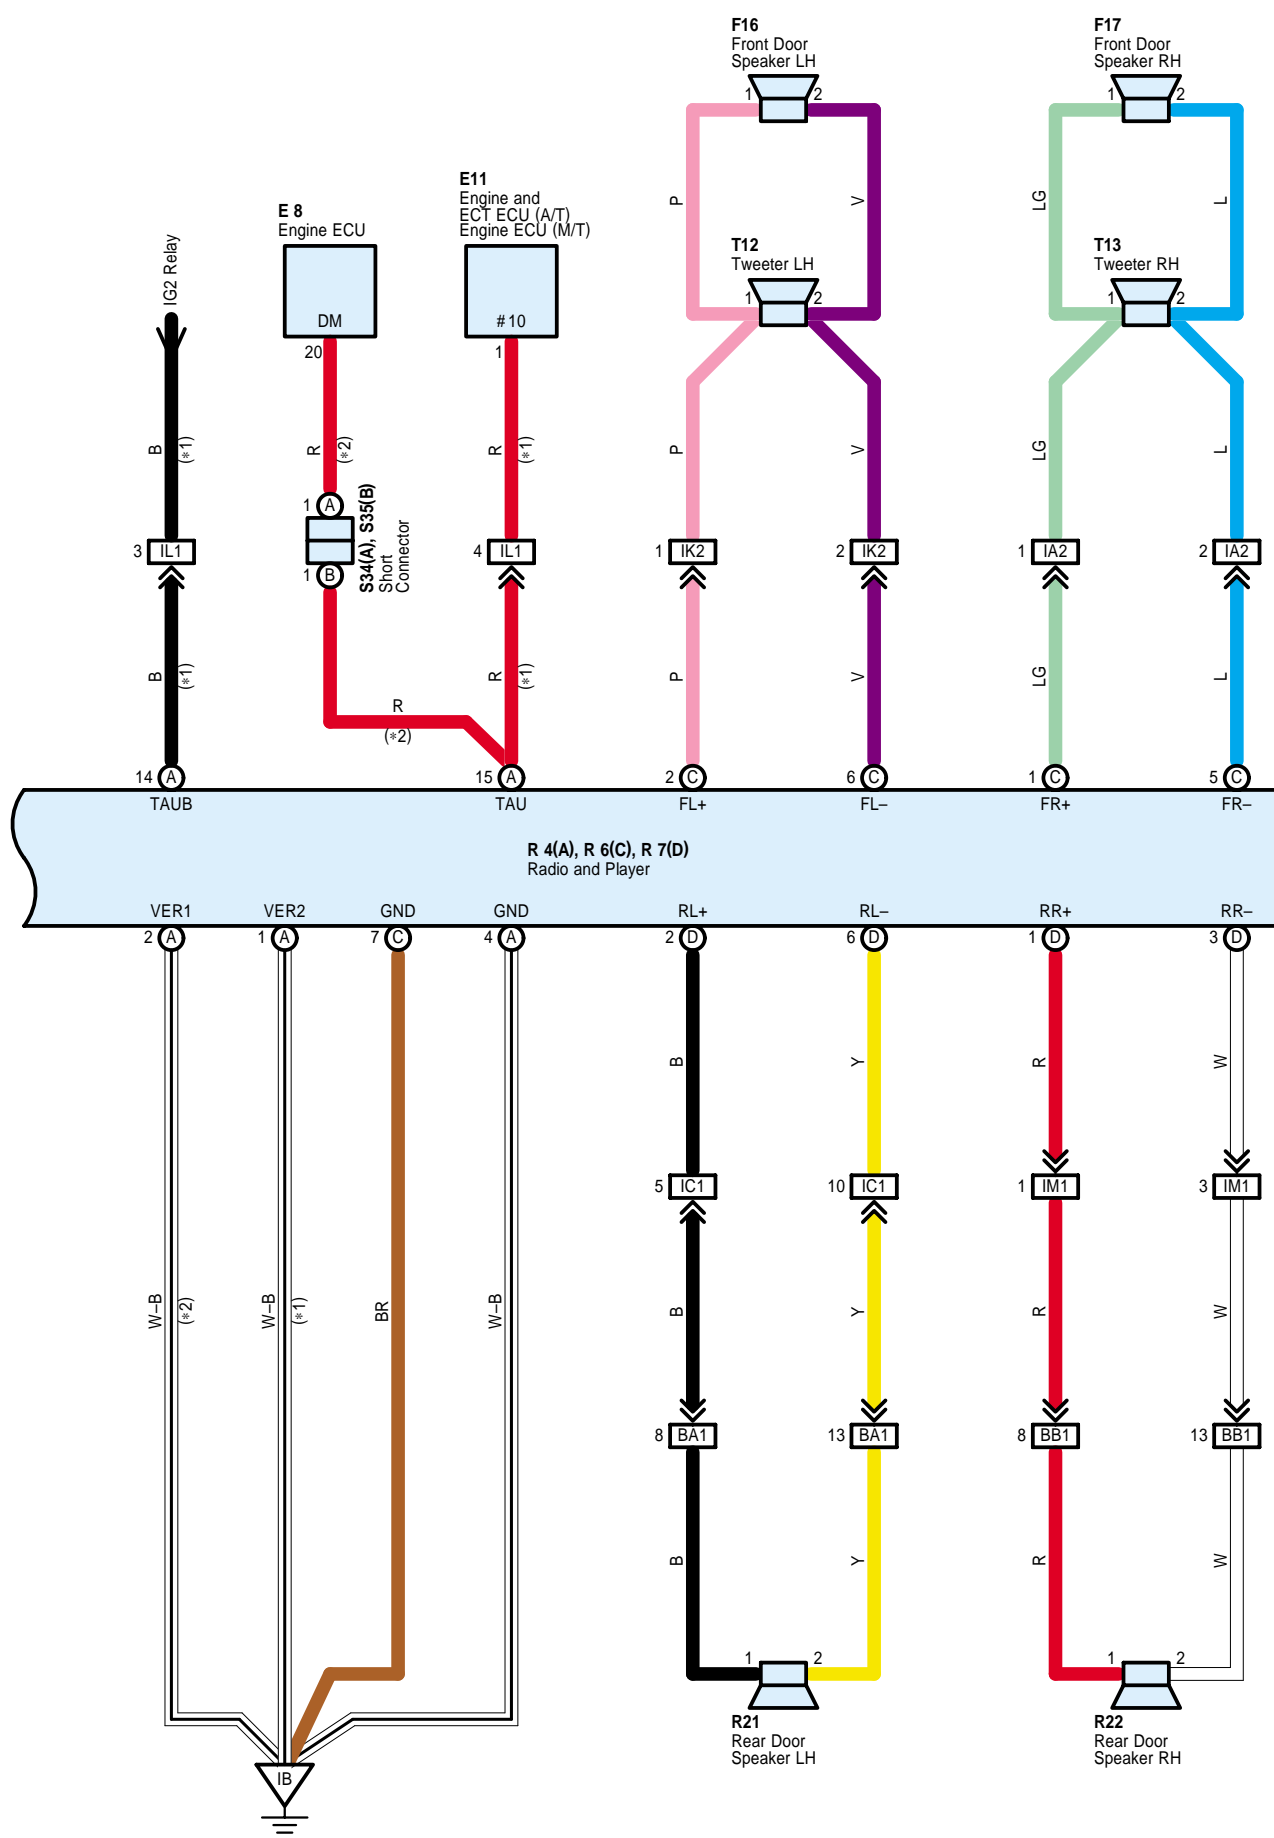 F16
Front Door
Speaker LH
1 2
F17
Front Door
Speaker RH
1 2
P V LG L
E11
Engine and
ECT ECU (A/T)
Engine ECU (M/T)
E 8
Engine ECU
IG2 Relay
T12
Tweeter LH
1 2
T13
Tweeter RH
1 2
DM
#10
20
1
B
(*1)
R
(*2)
R
(*1)
P V LG L
1 A
S34(A), S35(B)
Short
Connector
1 B
3 IL1
4 IL1
1 IK2
2 IK2
1 IA2
2 IA2
B
(*1)
R
(*1)
P V LG L
R
(*2)
14 A
15 A
2 C
6 C
1 C
5 C
TAUB
TAU
FL+
FL–
FR+
FR–
R 4(A), R 6(C), R 7(D)
Radio and Player
VER1
VER2
GND
GND
RL+
RL–
RR+
RR–
2 A
1 A
7 C
4 A
2 D
6 D
1 D
3 D
B Y R W
5 IC1
10 IC1
1 IM1
3 IM1
W–B
(*2)
W–B
(*1)
BR
W–B
B Y R W
8 BA1
13 BA1
8 BB1
13 BB1
B Y R W
1 2
1 2
R21
Rear Door
Speaker LH
R22
Rear Door
Speaker RH
IB